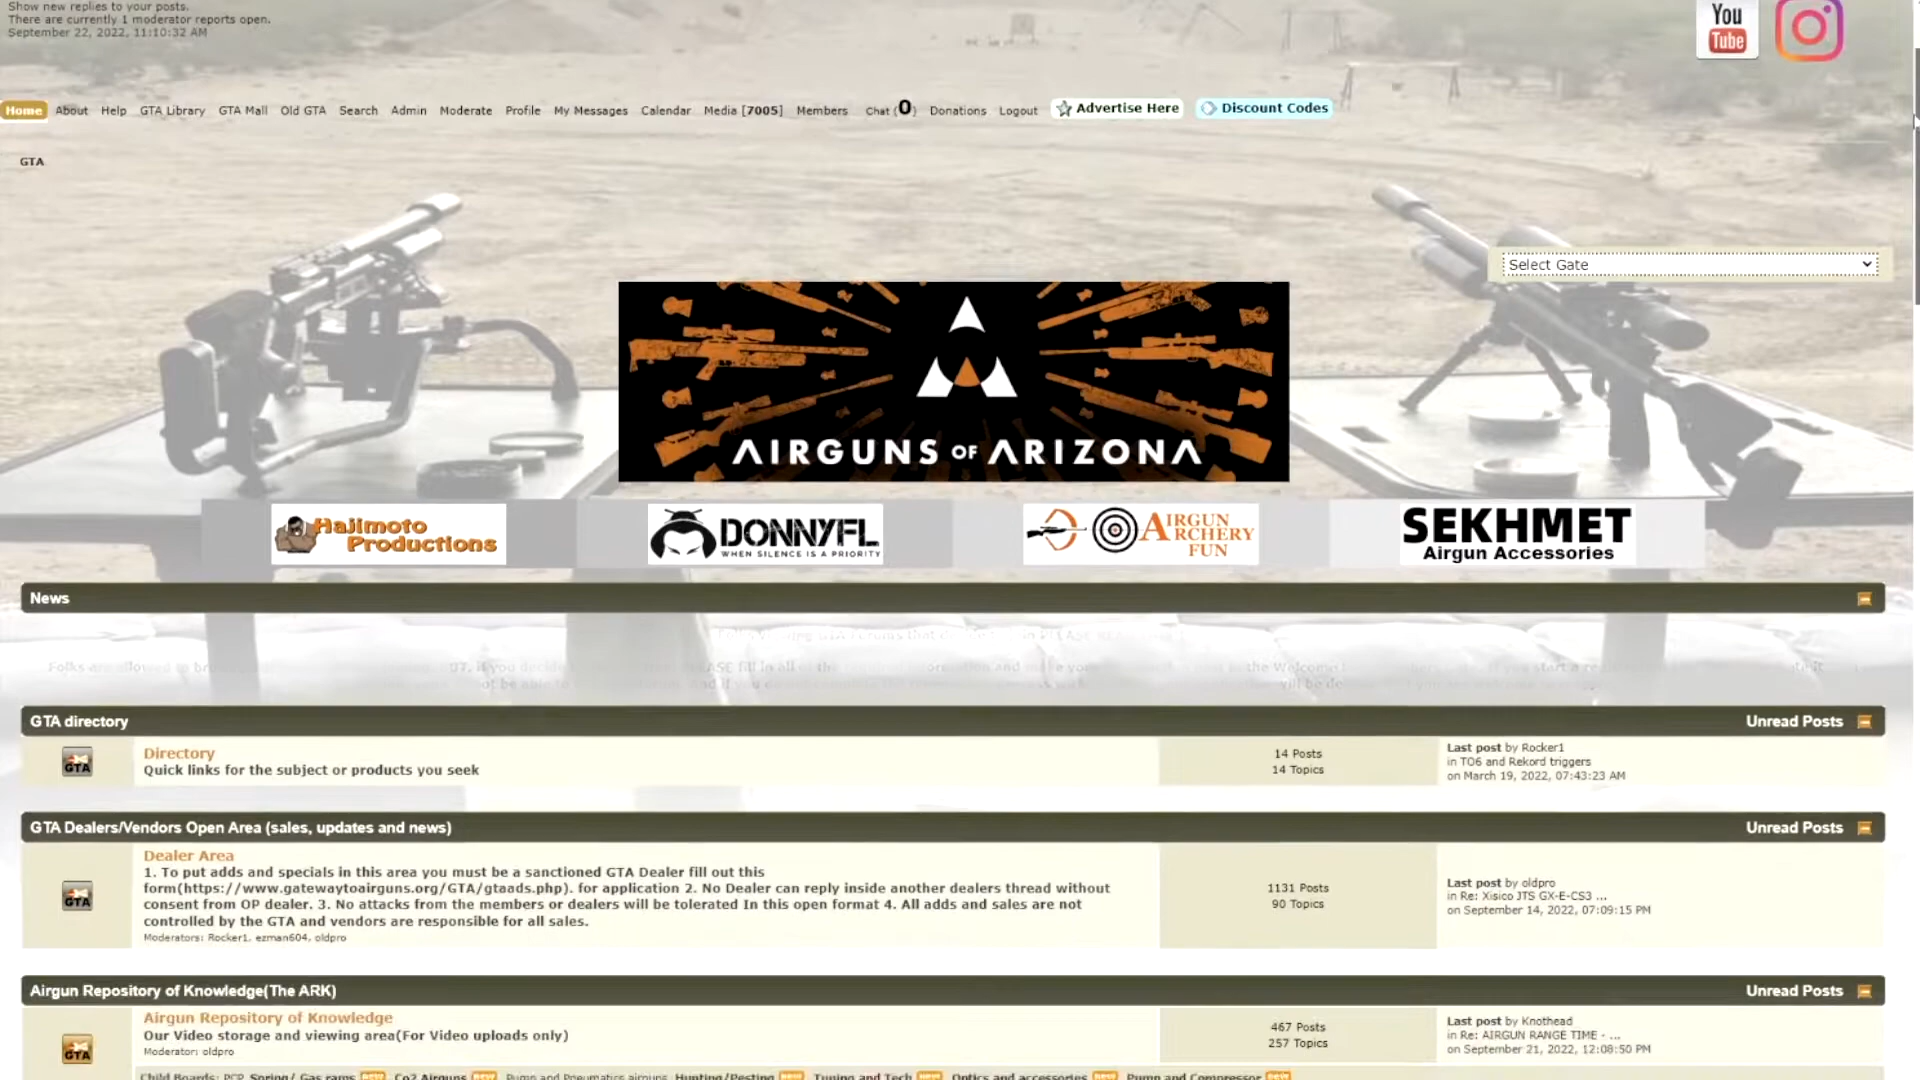 Show new replies to your posts.
There are currently 1 moderator reports open.
September 22, 2022, 11:10:32 AM
You
Tube
Home About Help GTA Library GTA Mall Old GTA Search Admin Moderate Profile My Messages Calendar Media [7005] Members Chat (0) Donations Logout Advertise Here Discount Codes
GTA
Select Gate
AIRGUNS OF ARIZONA
Hajimoto
Productions
DONNYFL
WHEN SILENCE IS A PRIORITY
AIRGUN
ARCHERY
FUN
SEKHMET
Airgun Accessories
News
GTA directory Unread Posts
GTA
Directory
Quick links for the subject or products you seek
14 Posts
14 Topics
Last post by Rocker1
in TO6 and Rekord triggers
on March 19, 2022, 07:43:23 AM
GTA Dealers/Vendors Open Area (sales, updates and news) Unread Posts
GTA
Dealer Area
1. To put adds and specials in this area you must be a sanctioned GTA Dealer fill out this
form(https://www.gatewaytoairguns.org/GTA/gtaads.php). for application 2. No Dealer can reply inside another dealers thread without
consent from OP dealer. 3. No attacks from the members or dealers will be tolerated In this open format 4. All adds and sales are not
controlled by the GTA and vendors are responsible for all sales.
Moderators: Rocker1, ezman604, oldpro
1131 Posts
90 Topics
Last post by oldpro
in Re: Xisico JTS GX-E-CS3 ...
on September 14, 2022, 07:09:15 PM
Airgun Repository of Knowledge(The ARK) Unread Posts
GTA
Airgun Repository of Knowledge
Our Video storage and viewing area(For Video uploads only)
Moderator: oldpro
467 Posts
257 Topics
Last post by Knothead
in Re: AIRGUN RANGE TIME - ...
on September 21, 2022, 12:08:50 PM
Child Boards: PCP, Spring/ Gas rams new, Co2 Airguns new, Pump and Pneumatics airguns, Hunting/Pesting new, Tuning and Tech new, Optics and accessories new, Pump and Compressor new